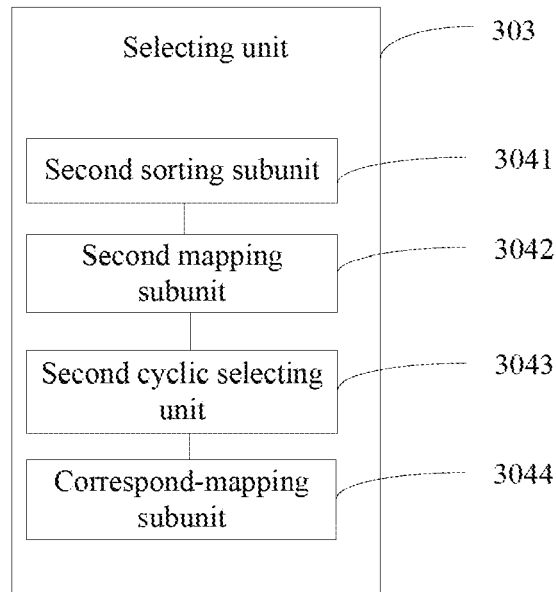 Selecting unit
303
Second sorting subunit
3041
Second mapping
subunit
3042
Second cyclic selecting
unit
3043
Correspond-mapping
subunit
3044